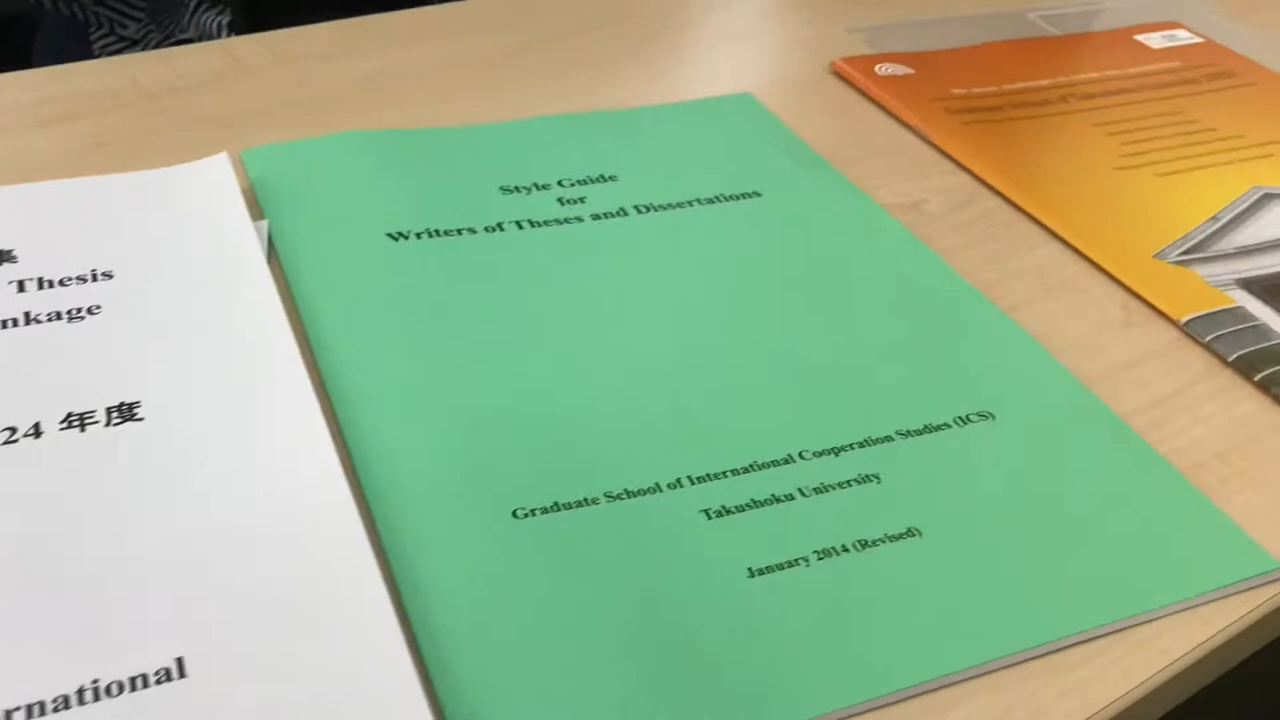 集
Thesis
nkage
24 年度
rnational
Style Guide
for
Writers of Theses and Dissertations
Graduate School of International Cooperation Studies (ICS)
Takushoku University
January 2014 (Revised)